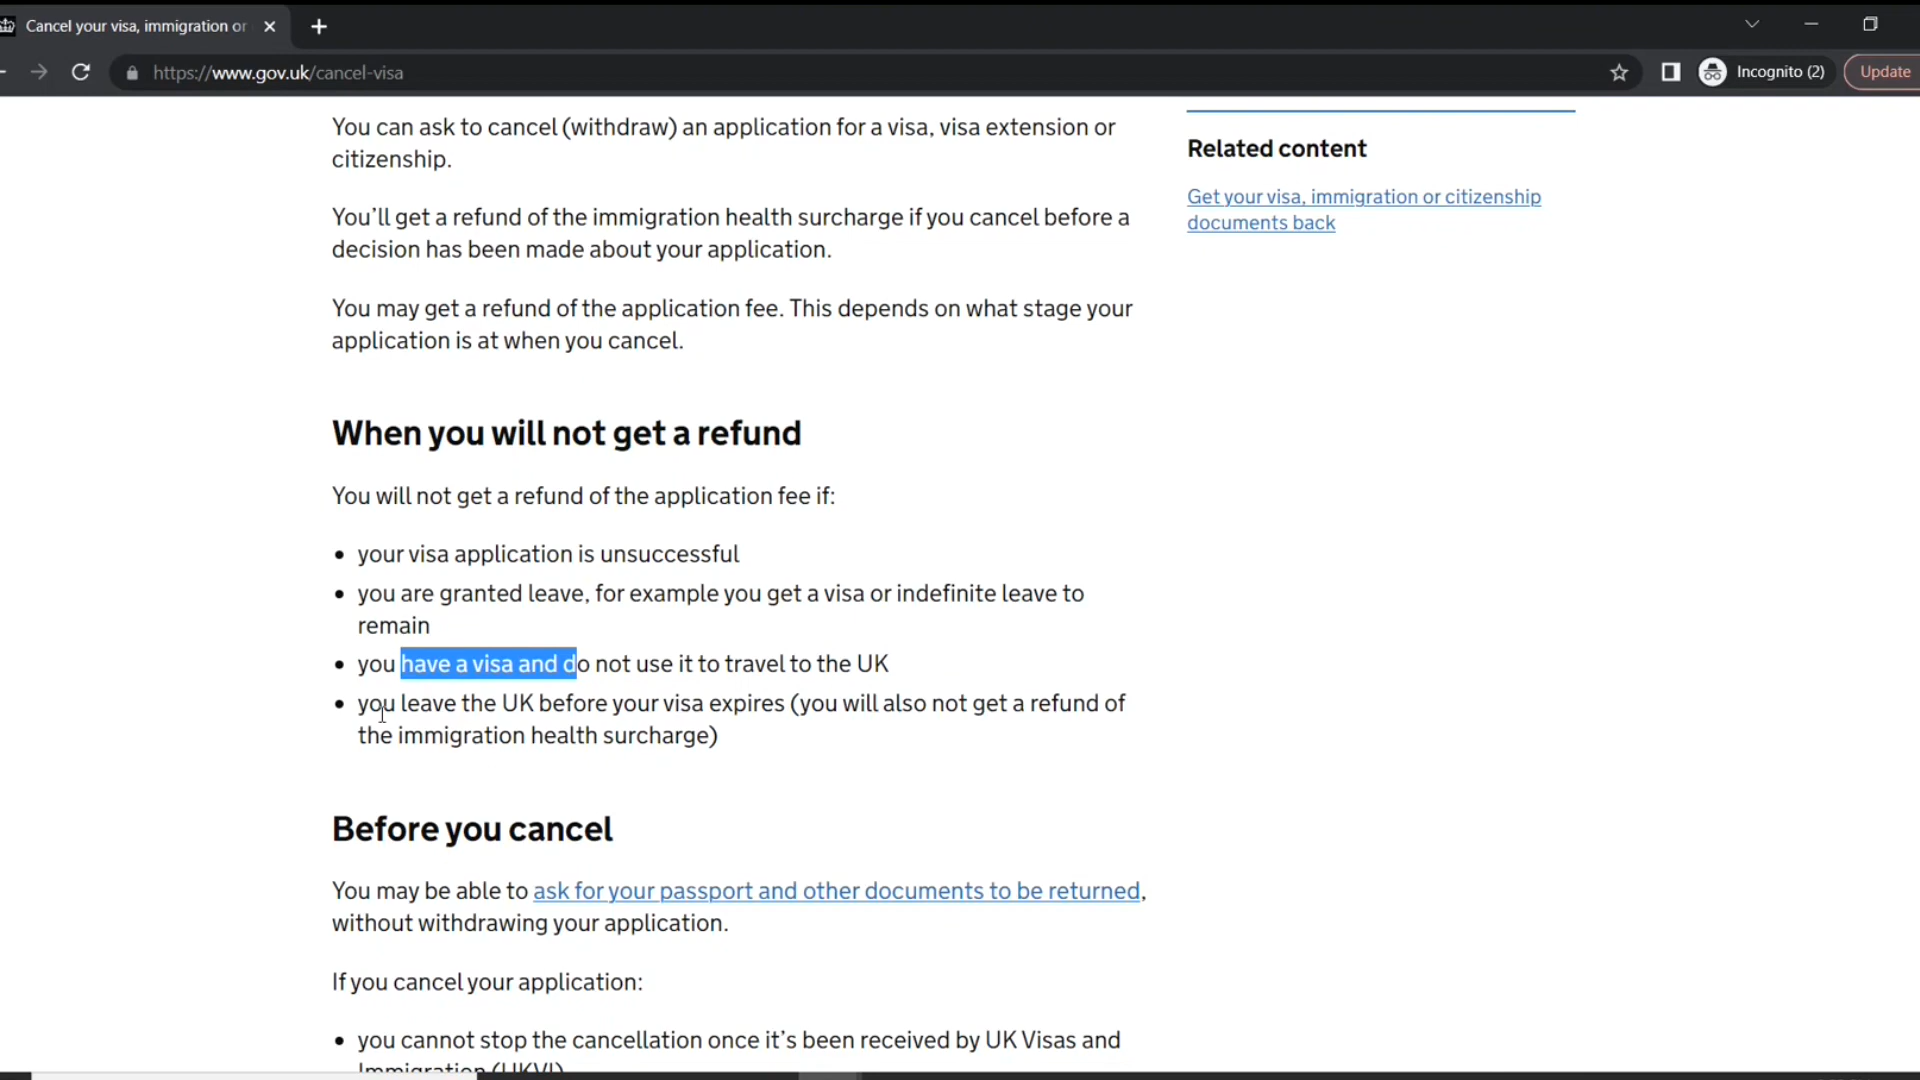 Cancel your visa, immigration or
https://www.gov.uk/cancel-visa
Incognito (2)
Update
You can ask to cancel (withdraw) an application for a visa, visa extension or
citizenship.
You’ll get a refund of the immigration health surcharge if you cancel before a
decision has been made about your application.
You may get a refund of the application fee. This depends on what stage your
application is at when you cancel.
When you will not get a refund
You will not get a refund of the application fee if:
• your visa application is unsuccessful
• you are granted leave, for example you get a visa or indefinite leave to
remain
• you have a visa and do not use it to travel to the UK
• you leave the UK before your visa expires (you will also not get a refund of
the immigration health surcharge)
Before you cancel
You may be able to ask for your passport and other documents to be returned,
without withdrawing your application.
If you cancel your application:
• you cannot stop the cancellation once it’s been received by UK Visas and
Immigration (UKVI)
Related content
Get your visa, immigration or citizenship
documents back